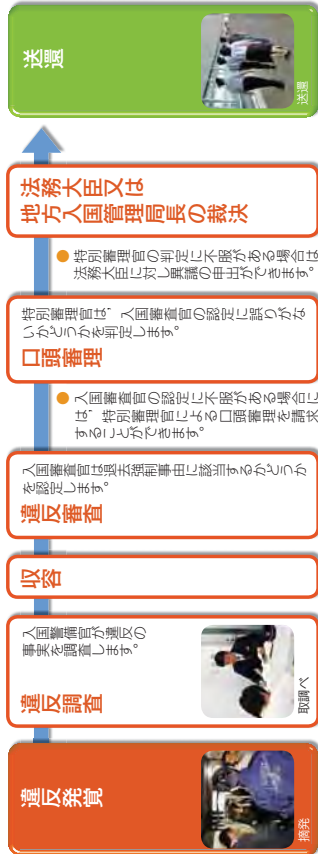 違反発覚
摘発
違反調査
入国警備官が違反の
事実を調査します。
取調べ
収容
違反審査
入国審査官は退去強制事由に該当するかどうか
を認定します。
● 入国審査官の認定に不服がある場合に
は，特別審理官による口頭審理を請求
することができます。
口頭審理
特別審理官は，入国審査官の認定に誤りがな
いかどうかを判定します。
● 特別審理官の判定に不服がある場合は
法務大臣に対し異議の申出ができます。
法務大臣又は
地方入国管理局長の裁決
送還
送還